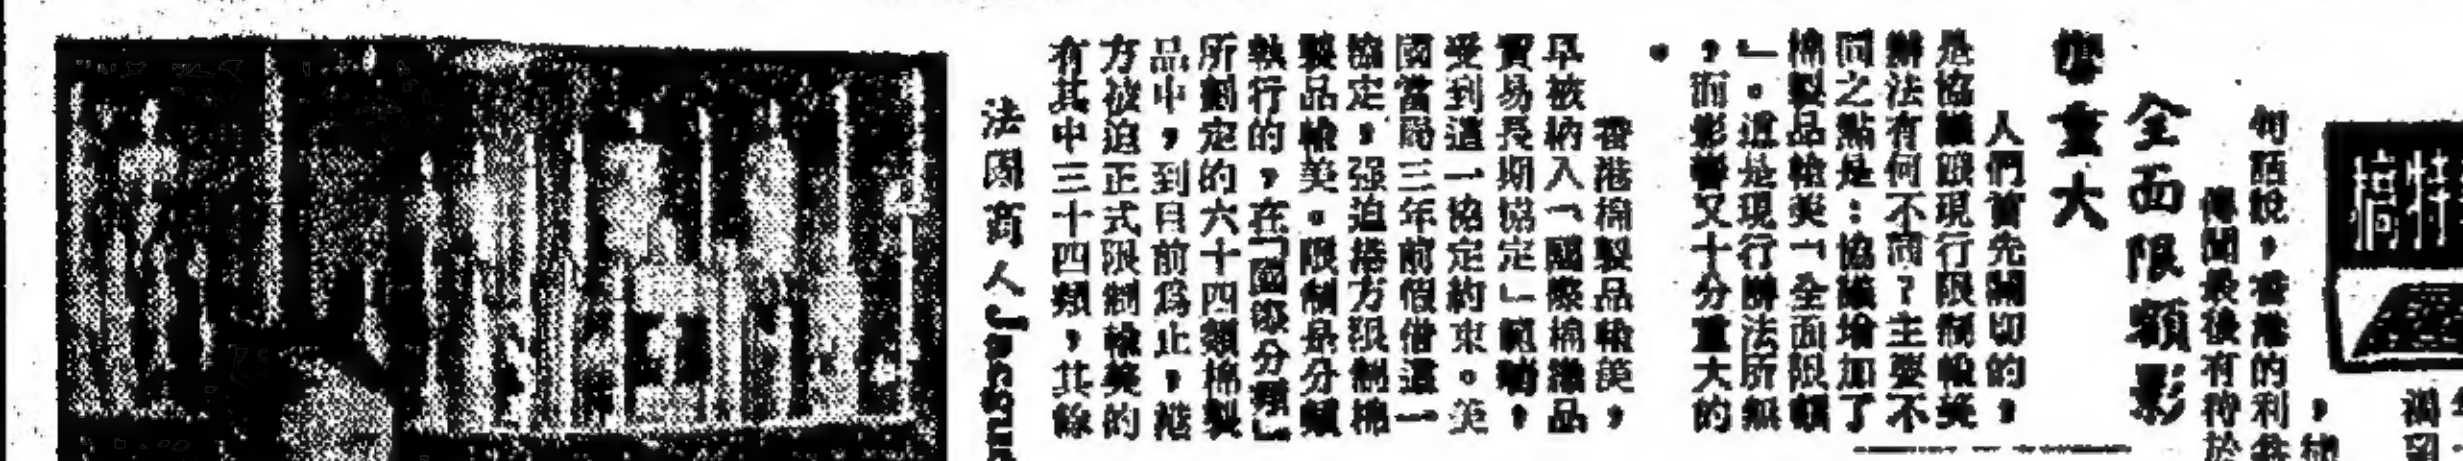 特稿
何話說,香港的利
傳聞最後有待於
全面限額影
響重大
人們首先關切的,
是協議跟現行限制輸美
辦法有何不同?主要不
同之點是:協議增加了
棉製品輸美「全面限額
」。這是現行辦法所無
,而影響又十分重大的
。
香港棉製品輸美,
早被納入「國際棉織品
貿易長期協定」範疇,
受到這一協定約束。美
國當局三年前假借這一
協定,强迫港方限制棉
製品輸美。限制是分類
執行的,在「國際分類」
所劃定的六十四類棉製
品中,到目前為止,港
方被迫正式限制輸美的
有其中三十四類,其餘
法國商人